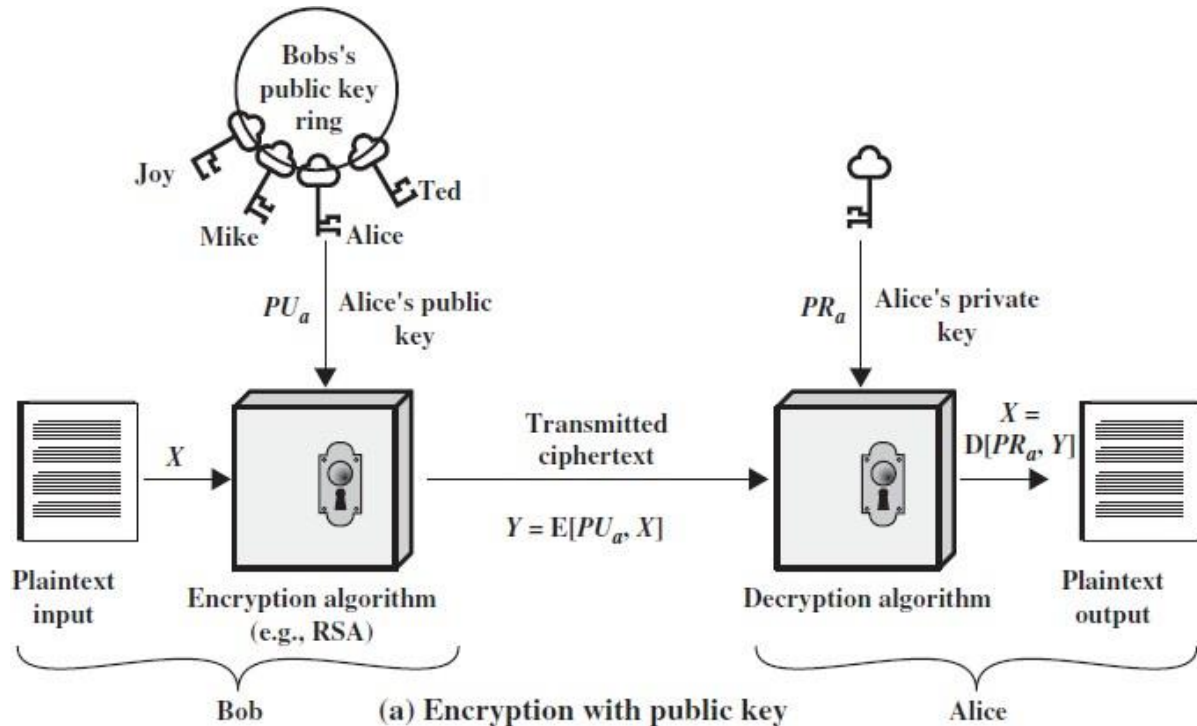 Bobs's
public key
ring
Joy
Mike
Alice
Ted
PUa
Alice's public
key
PRa
Alice's private
key
X
Transmitted
ciphertext
Y = E[PUa, X]
X =
D[PRa, Y]
Plaintext
input
Encryption algorithm
(e.g., RSA)
Decryption algorithm
Plaintext
output
Bob
(a) Encryption with public key
Alice